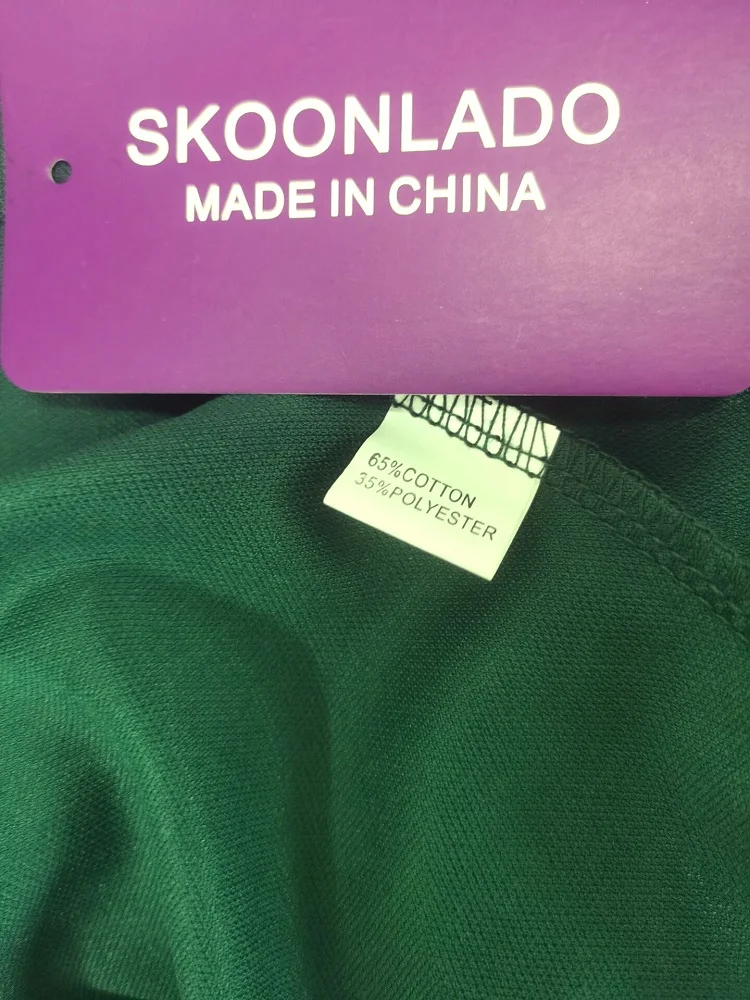 SKOONLADO
MADE IN CHINA
65%COTTON
35%POLYESTER